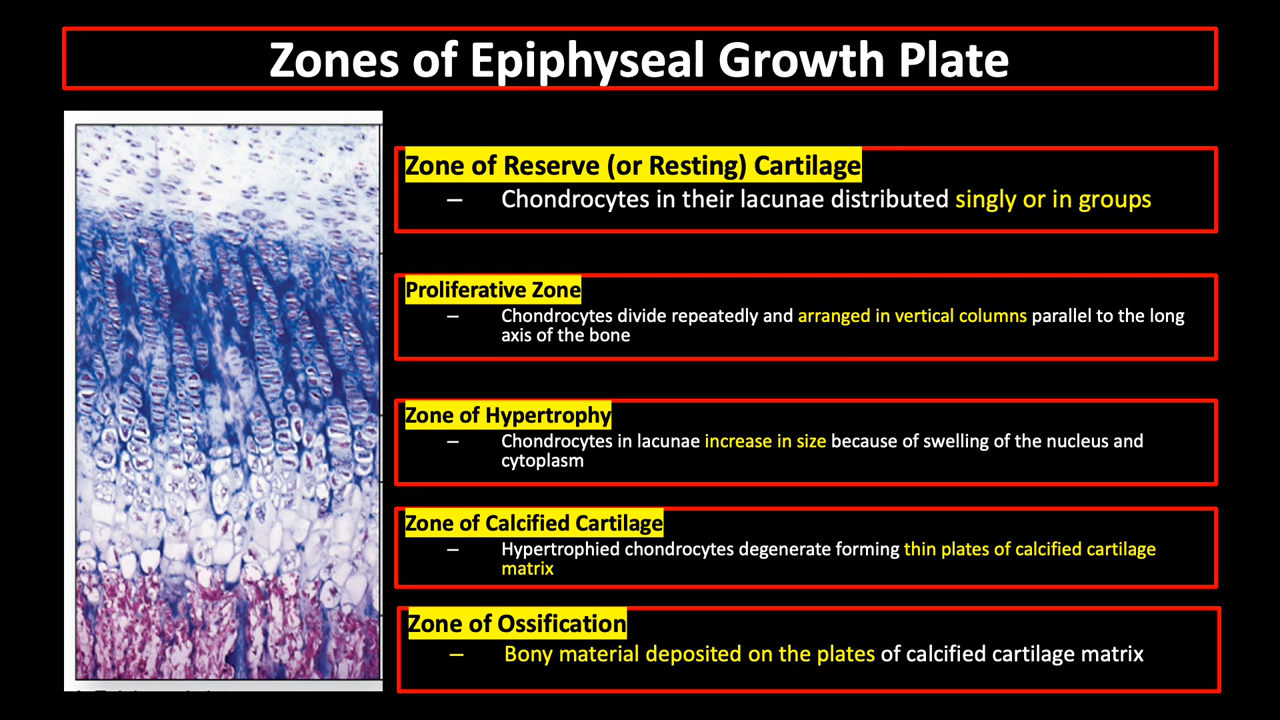 Zones of Epiphyseal Growth Plate
Zone of Reserve (or Resting) Cartilage
– Chondrocytes in their lacunae distributed singly or in groups
Proliferative Zone
– Chondrocytes divide repeatedly and arranged in vertical columns parallel to the long
axis of the bone
Zone of Hypertrophy
– Chondrocytes in lacunae increase in size because of swelling of the nucleus and
cytoplasm
Zone of Calcified Cartilage
– Hypertrophied chondrocytes degenerate forming thin plates of calcified cartilage
matrix
Zone of Ossification
– Bony material deposited on the plates of calcified cartilage matrix